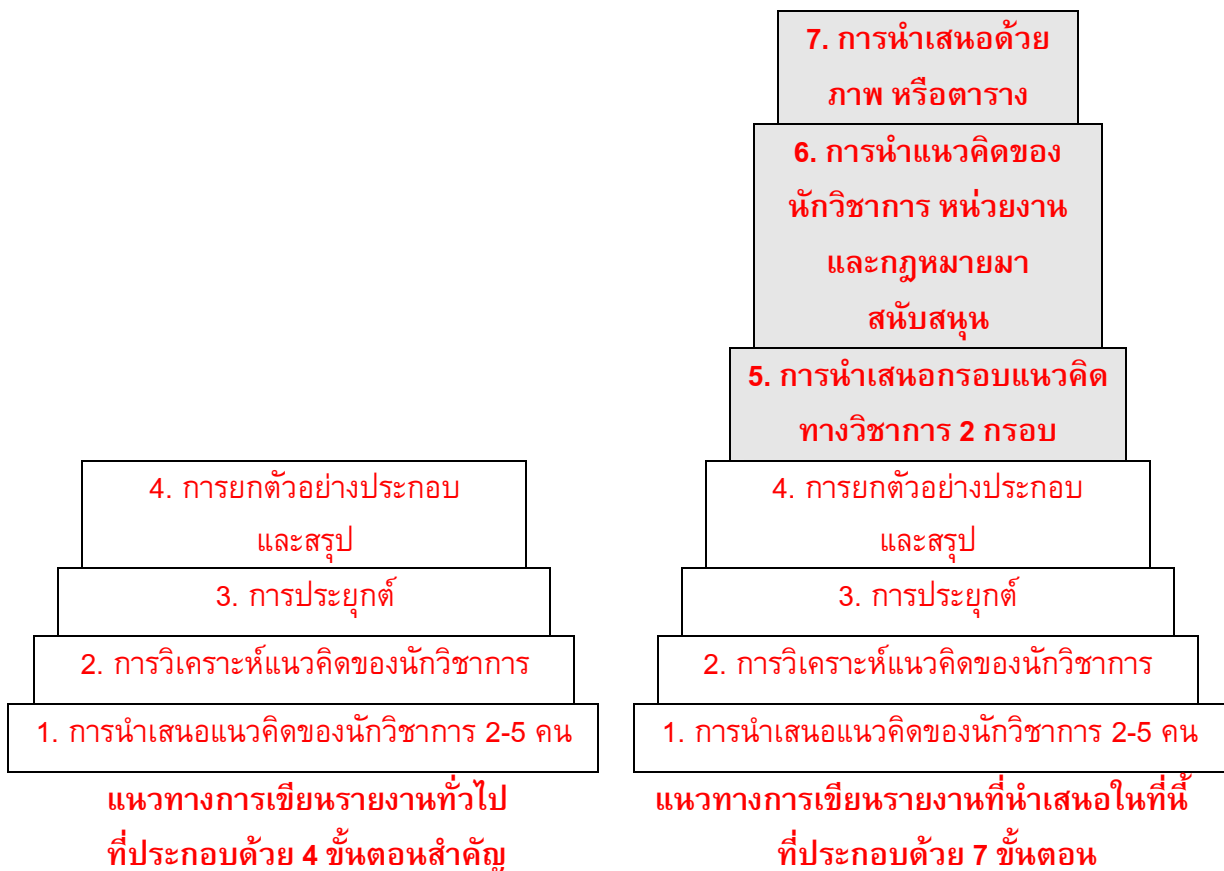 4. การยกตัวอย่างประกอบ
และสรุป
3. การประยุกต์
2. การวิเคราะห์แนวคิดของนักวิชาการ
1. การนำเสนอแนวคิดของนักวิชาการ 2-5 คน
แนวทางการเขียนรายงานทั่วไป
ที่ประกอบด้วย 4 ขั้นตอนสำคัญ
7. การนำเสนอด้วย
ภาพ หรือตาราง
6. การนำแนวคิดของ
นักวิชาการ หน่วยงาน
และกฎหมายมา
สนับสนุน
5. การนำเสนอกรอบแนวคิด
ทางวิชาการ 2 กรอบ
4. การยกตัวอย่างประกอบ
และสรุป
3. การประยุกต์
2. การวิเคราะห์แนวคิดของนักวิชาการ
1. การนำเสนอแนวคิดของนักวิชาการ 2-5 คน
แนวทางการเขียนรายงานที่นำเสนอในที่นี้
ที่ประกอบด้วย 7 ขั้นตอน